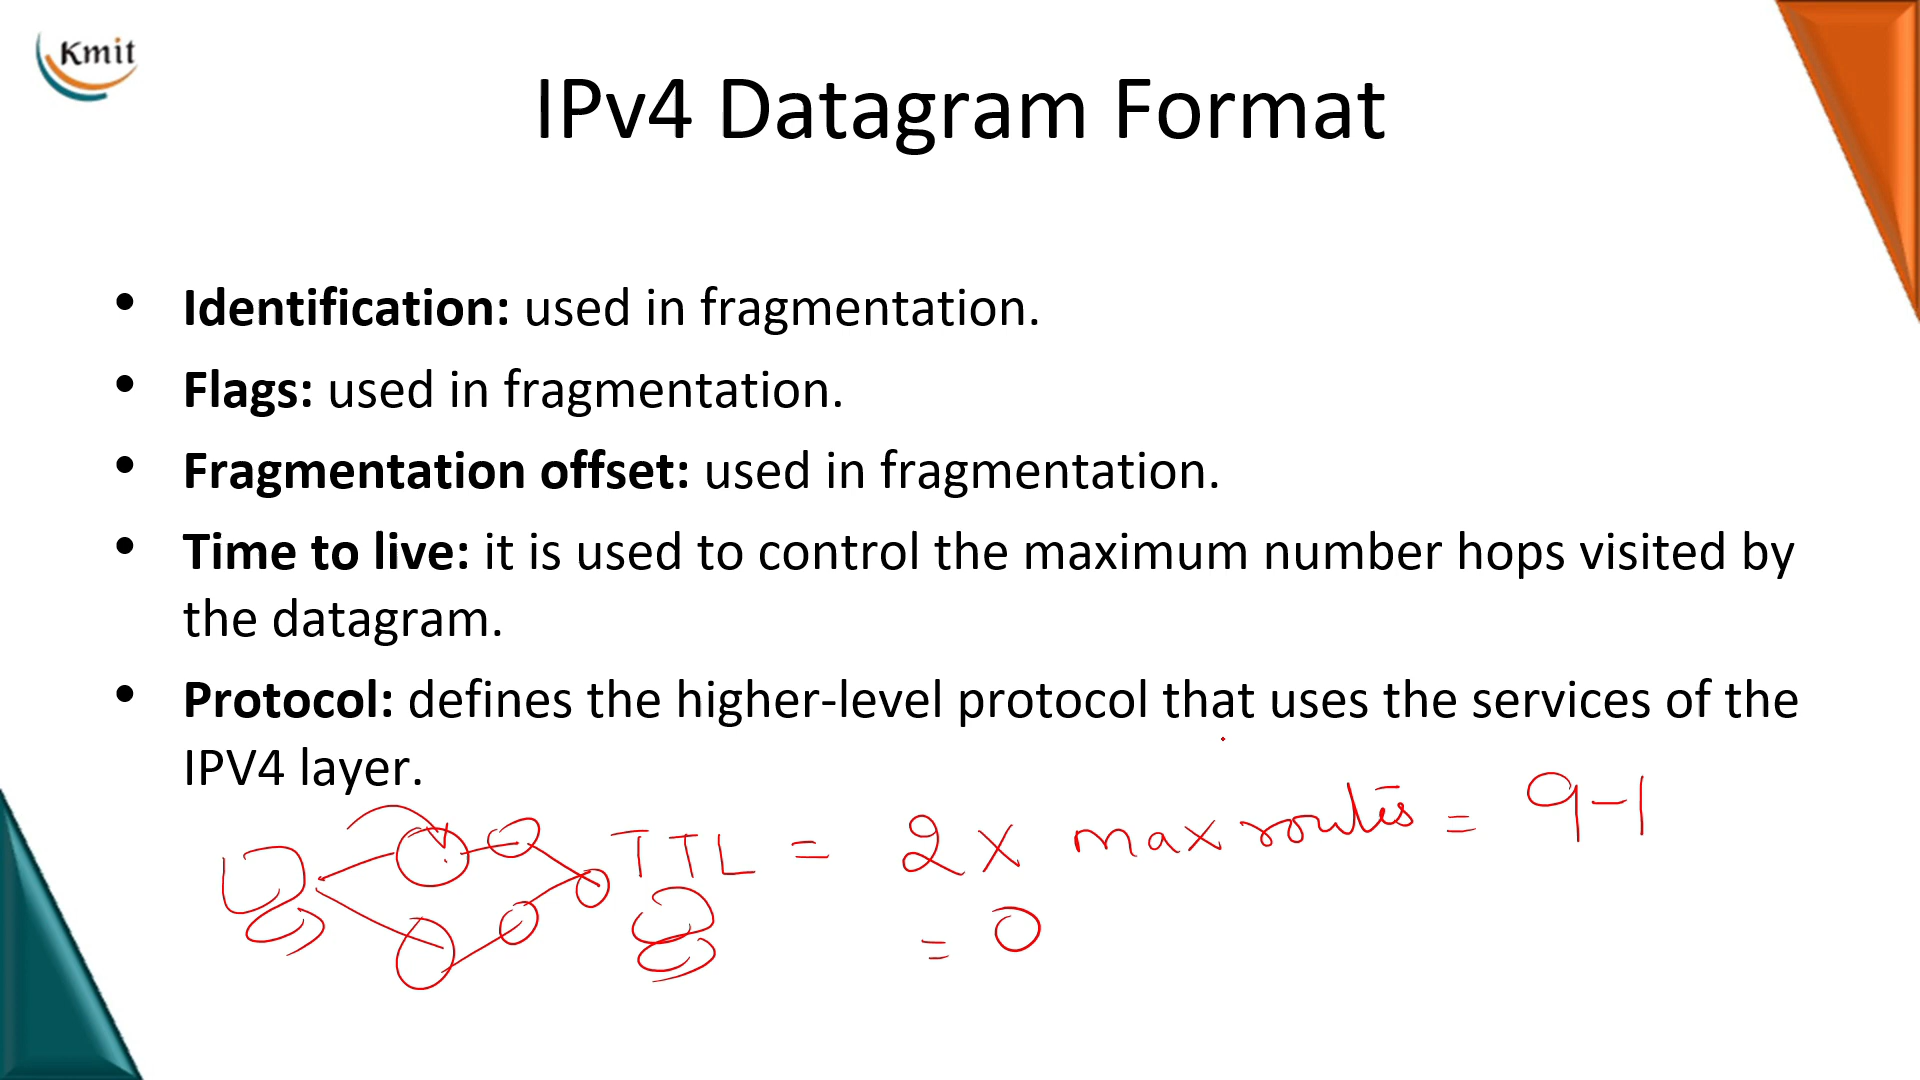 Kmit
IPv4 Datagram Format
• Identification: used in fragmentation.
• Flags: used in fragmentation.
• Fragmentation offset: used in fragmentation.
• Time to live: it is used to control the maximum number hops visited by
the datagram.
• Protocol: defines the higher-level protocol that uses the services of the
IPV4 layer.
TTL = 2 X max routes = 9-1
= 0